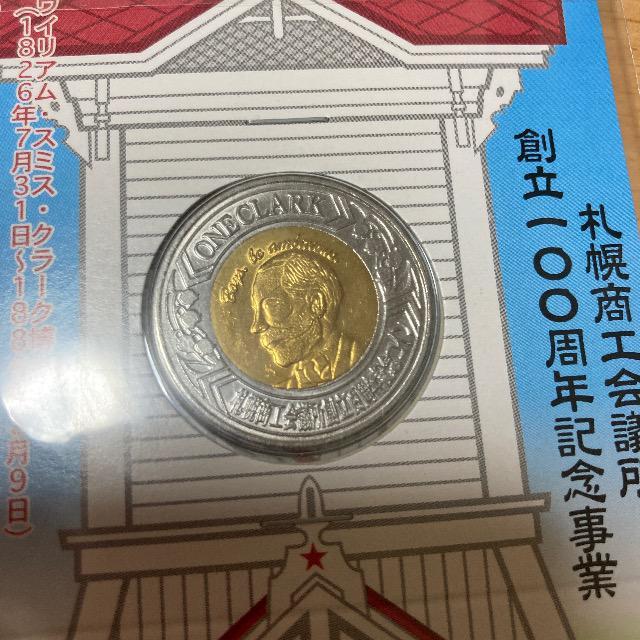 札幌商工会議所
創立一〇〇周年記念事業
ONE CLARK
Boys be ambitious
ウィリアム・スミス・クラーク博
(1826年7月31日〜188
月9日)